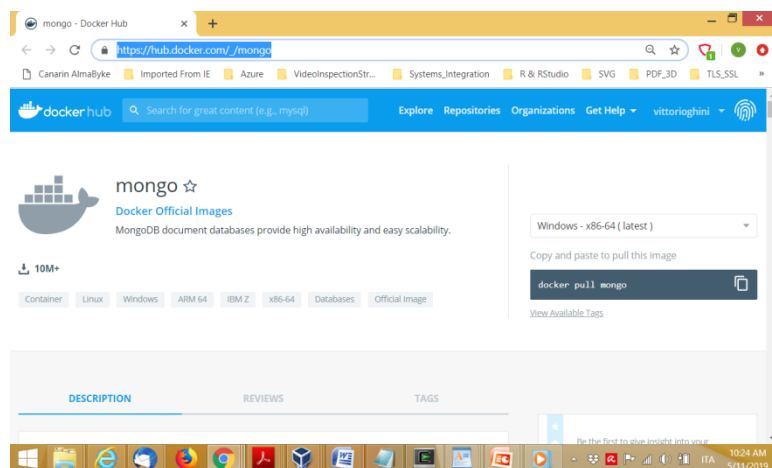 mongo - Docker Hub
https://hub.docker.com/_/mongo
Canarin AlmaByke Imported From IE Azure VideoInspectionStr... Systems_Integration R & RStudio SVG PDF_3D TLS_SSL »
dockerhub Search for great content (e.g., mysql) Explore Repositories Organizations Get Help vittorioghini
mongo
Docker Official Images
MongoDB document databases provide high availability and easy scalability.
10M+
Container Linux Windows ARM 64 IBM Z x86-64 Databases Official Image
Windows - x86-64 ( latest )
Copy and paste to pull this image
docker pull mongo
View Available Tags
DESCRIPTION REVIEWS TAGS
Be the first to give insight into your
ITA 10:24 AM
5/11/2019